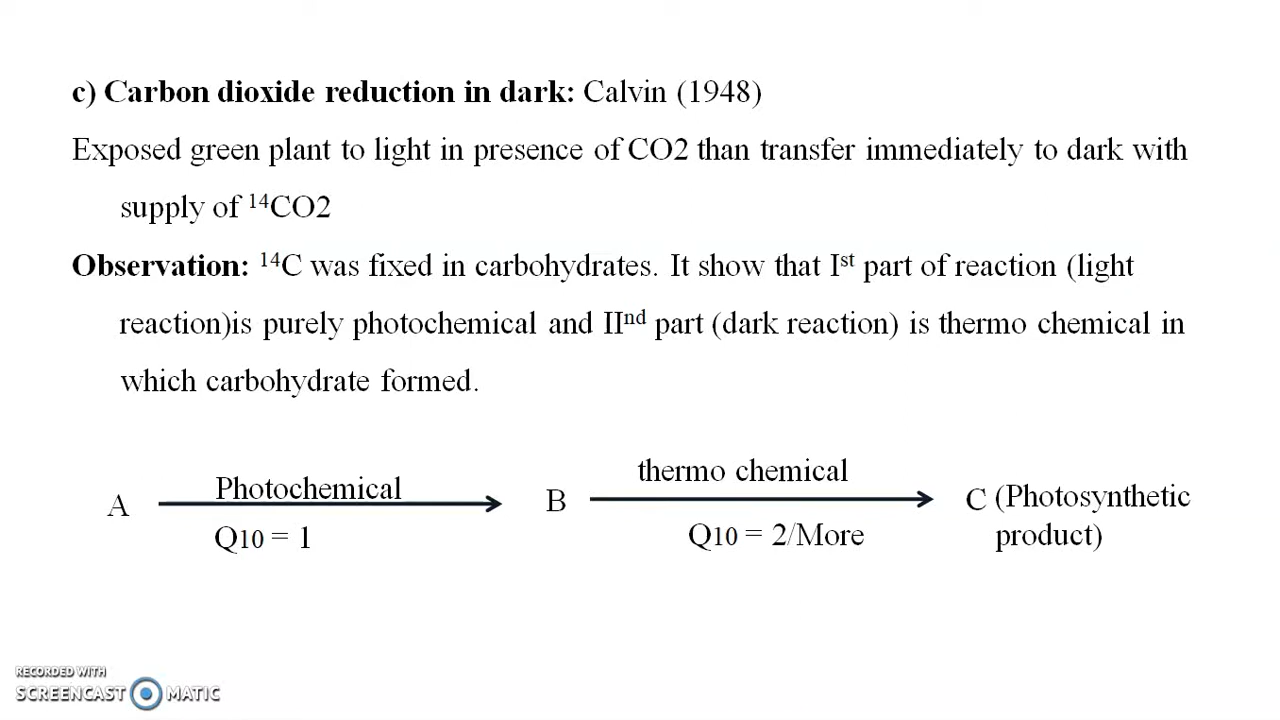 c) Carbon dioxide reduction in dark: Calvin (1948)
Exposed green plant to light in presence of CO2 than transfer immediately to dark with
supply of ¹⁴CO2
Observation: ¹⁴C was fixed in carbohydrates. It show that Iˢᵗ part of reaction (light
reaction)is purely photochemical and IIⁿᵈ part (dark reaction) is thermo chemical in
which carbohydrate formed.
A Photochemical B thermo chemical C (Photosynthetic
Q10 = 1 Q10 = 2/More product)
RECORDED WITH
SCREENCAST MATIC